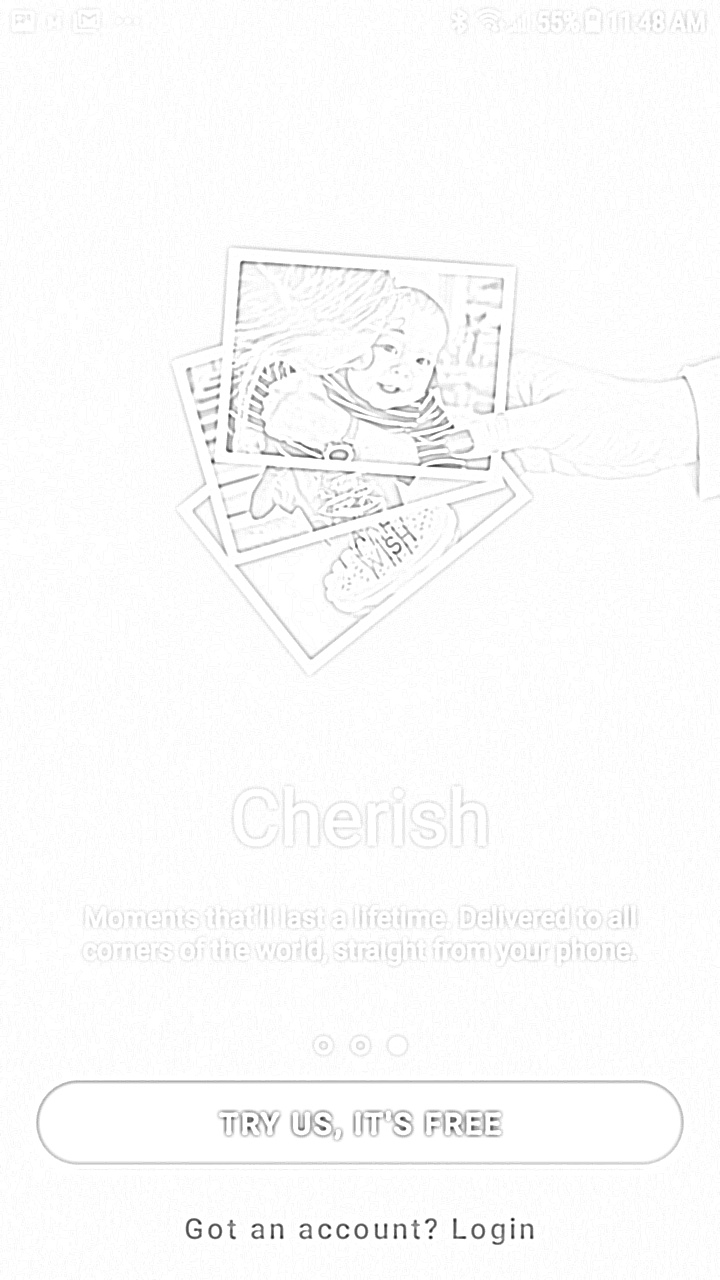 55% 11:48 AM
WISH
Cherish
Moments that'll last a lifetime. Delivered to all
corners of the world, straight from your phone.
TRY US, IT'S FREE
Got an account? Login